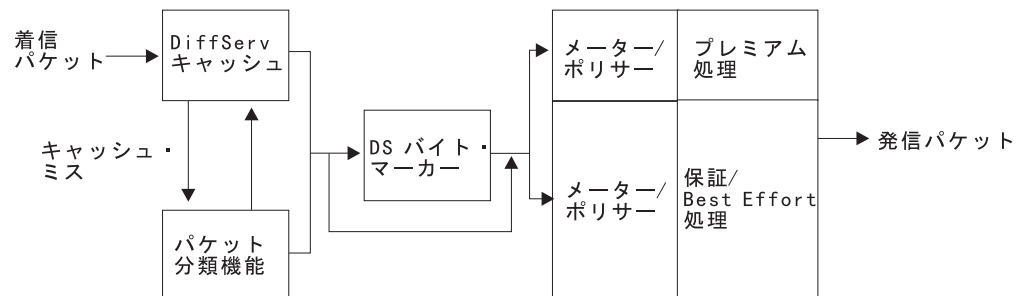 着信
パケット
DiffServ
キャッシュ
キャッシュ・
ミス
パケット
分類機能
DS バイト・
マーカー
メーター/
ポリサー
プレミアム
処理
メーター/
ポリサー
保証/
Best Effort
処理
発信パケット